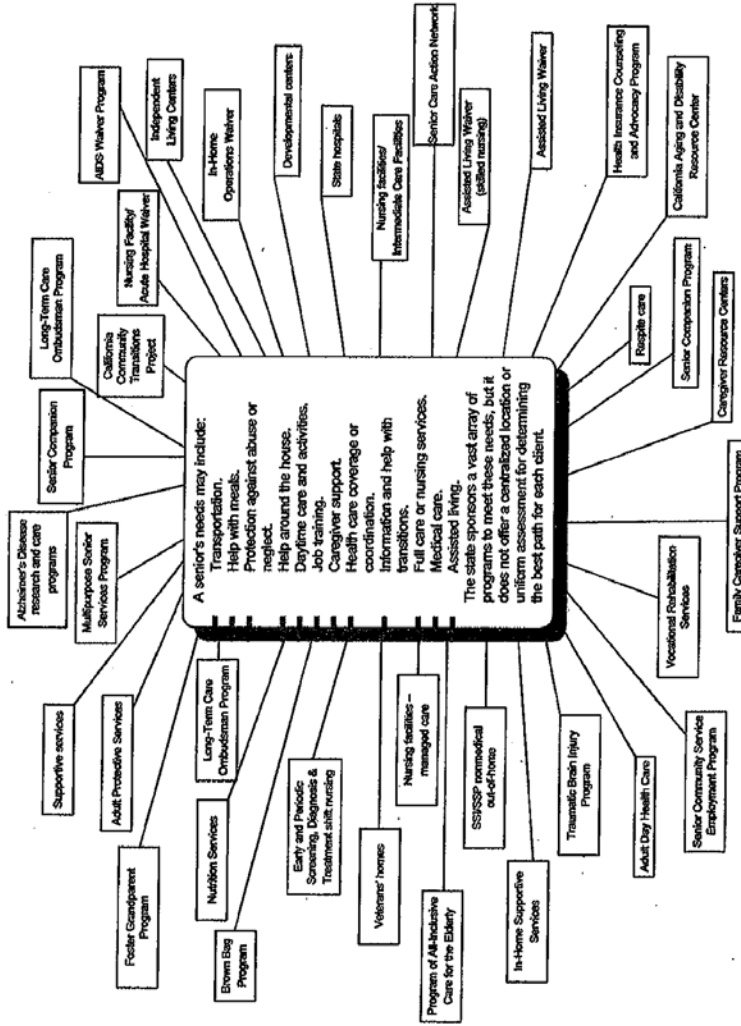 Alzheimer's Disease
research and care
programs
Senior Companion
Program
Long-Term Care
Ombudsman Program
Supportive services
Multipurpose Senior
Services Program
California
Community
Transitions
Project
AIDS Waiver Program
Adult Protective Services
Nursing Facility/
Acute Hospital Waiver
Independent
Living Centers
Foster Grandparent
Program
Long-Term Care
Ombudsman Program
In-Home
Operations Waiver
Nutrition Services
Brown Bag
Program
Developmental centers
Early and Periodic
Screening, Diagnosis &
Treatment shift nursing
State hospitals
Veterans' homes
Nursing facilities/
Intermediate Care Facilities
Nursing facilities –
managed care
Senior Care Action Network
Program of All-Inclusive
Care for the Elderly
Assisted Living Waiver
(skilled nursing)
SSI/SSP nonmedical
out-of-home
Assisted Living Waiver
A senior's needs may include:
Transportation.
Help with meals.
Protection against abuse or
neglect.
Help around the house.
Daytime care and activities.
Job training.
Caregiver support.
Health care coverage or
coordination.
Information and help with
transitions.
Full care or nursing services.
Medical care.
Assisted living.
The state sponsors a vast array of
programs to meet these needs, but it
does not offer a centralized location or
uniform assessment for determining
the best path for each client.
In-Home Supportive
Services
Traumatic Brain Injury
Program
Health Insurance Counseling
and Advocacy Program
Adult Day Health Care
Respite care
California Aging and Disability
Resource Center
Senior Community Service
Employment Program
Vocational Rehabilitation
Services
Senior Companion Program
Caregiver Resource Centers
Family Caregiver Support Program